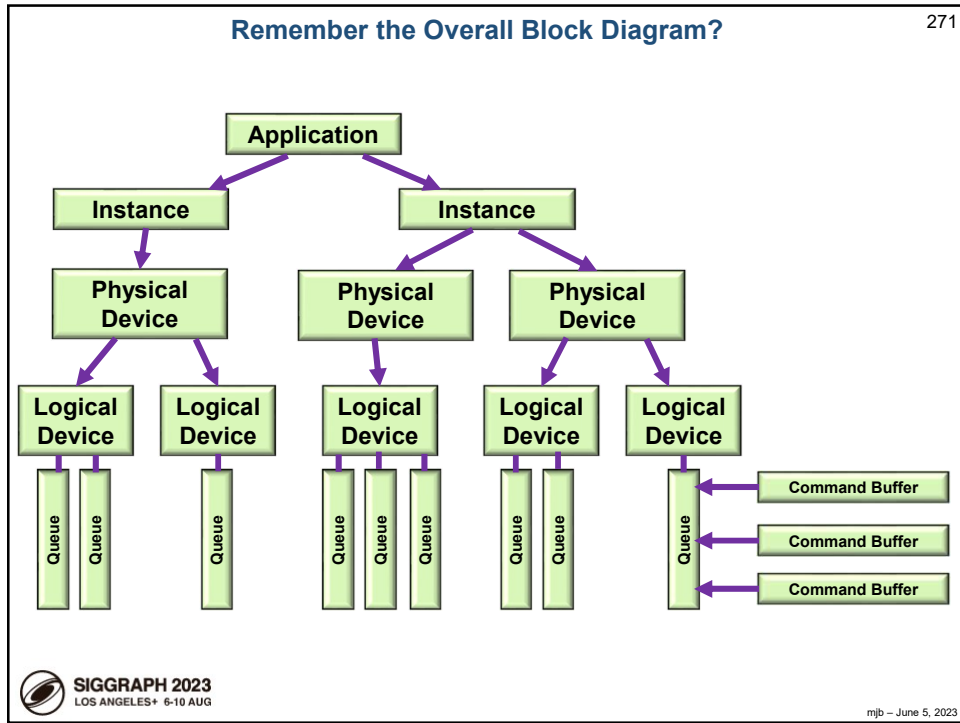 Remember the Overall Block Diagram?
271
Application
Instance
Instance
Physical
Device
Physical
Device
Physical
Device
Logical
Device
Logical
Device
Logical
Device
Logical
Device
Logical
Device
Queue
Queue
Queue
Queue
Queue
Queue
Queue
Queue
Queue
Command Buffer
Command Buffer
Command Buffer
SIGGRAPH 2023
LOS ANGELES+ 6-10 AUG
mjb – June 5, 2023